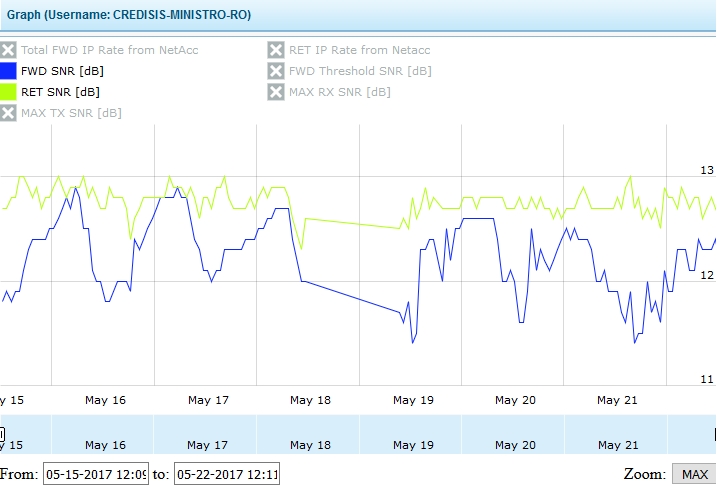 Graph (Username: CREDISIS-MINISTRO-RO)
Total FWD IP Rate from NetAcc RET IP Rate from Netacc
FWD SNR [dB] FWD Threshold SNR [dB]
RET SNR [dB] MAX RX SNR [dB]
MAX TX SNR [dB]
13
12
11
y 15 May 16 May 17 May 18 May 19 May 20 May 21
y 15 May 16 May 17 May 18 May 19 May 20 May 21
From: 05-15-2017 12:09 to: 05-22-2017 12:11 Zoom: MAX